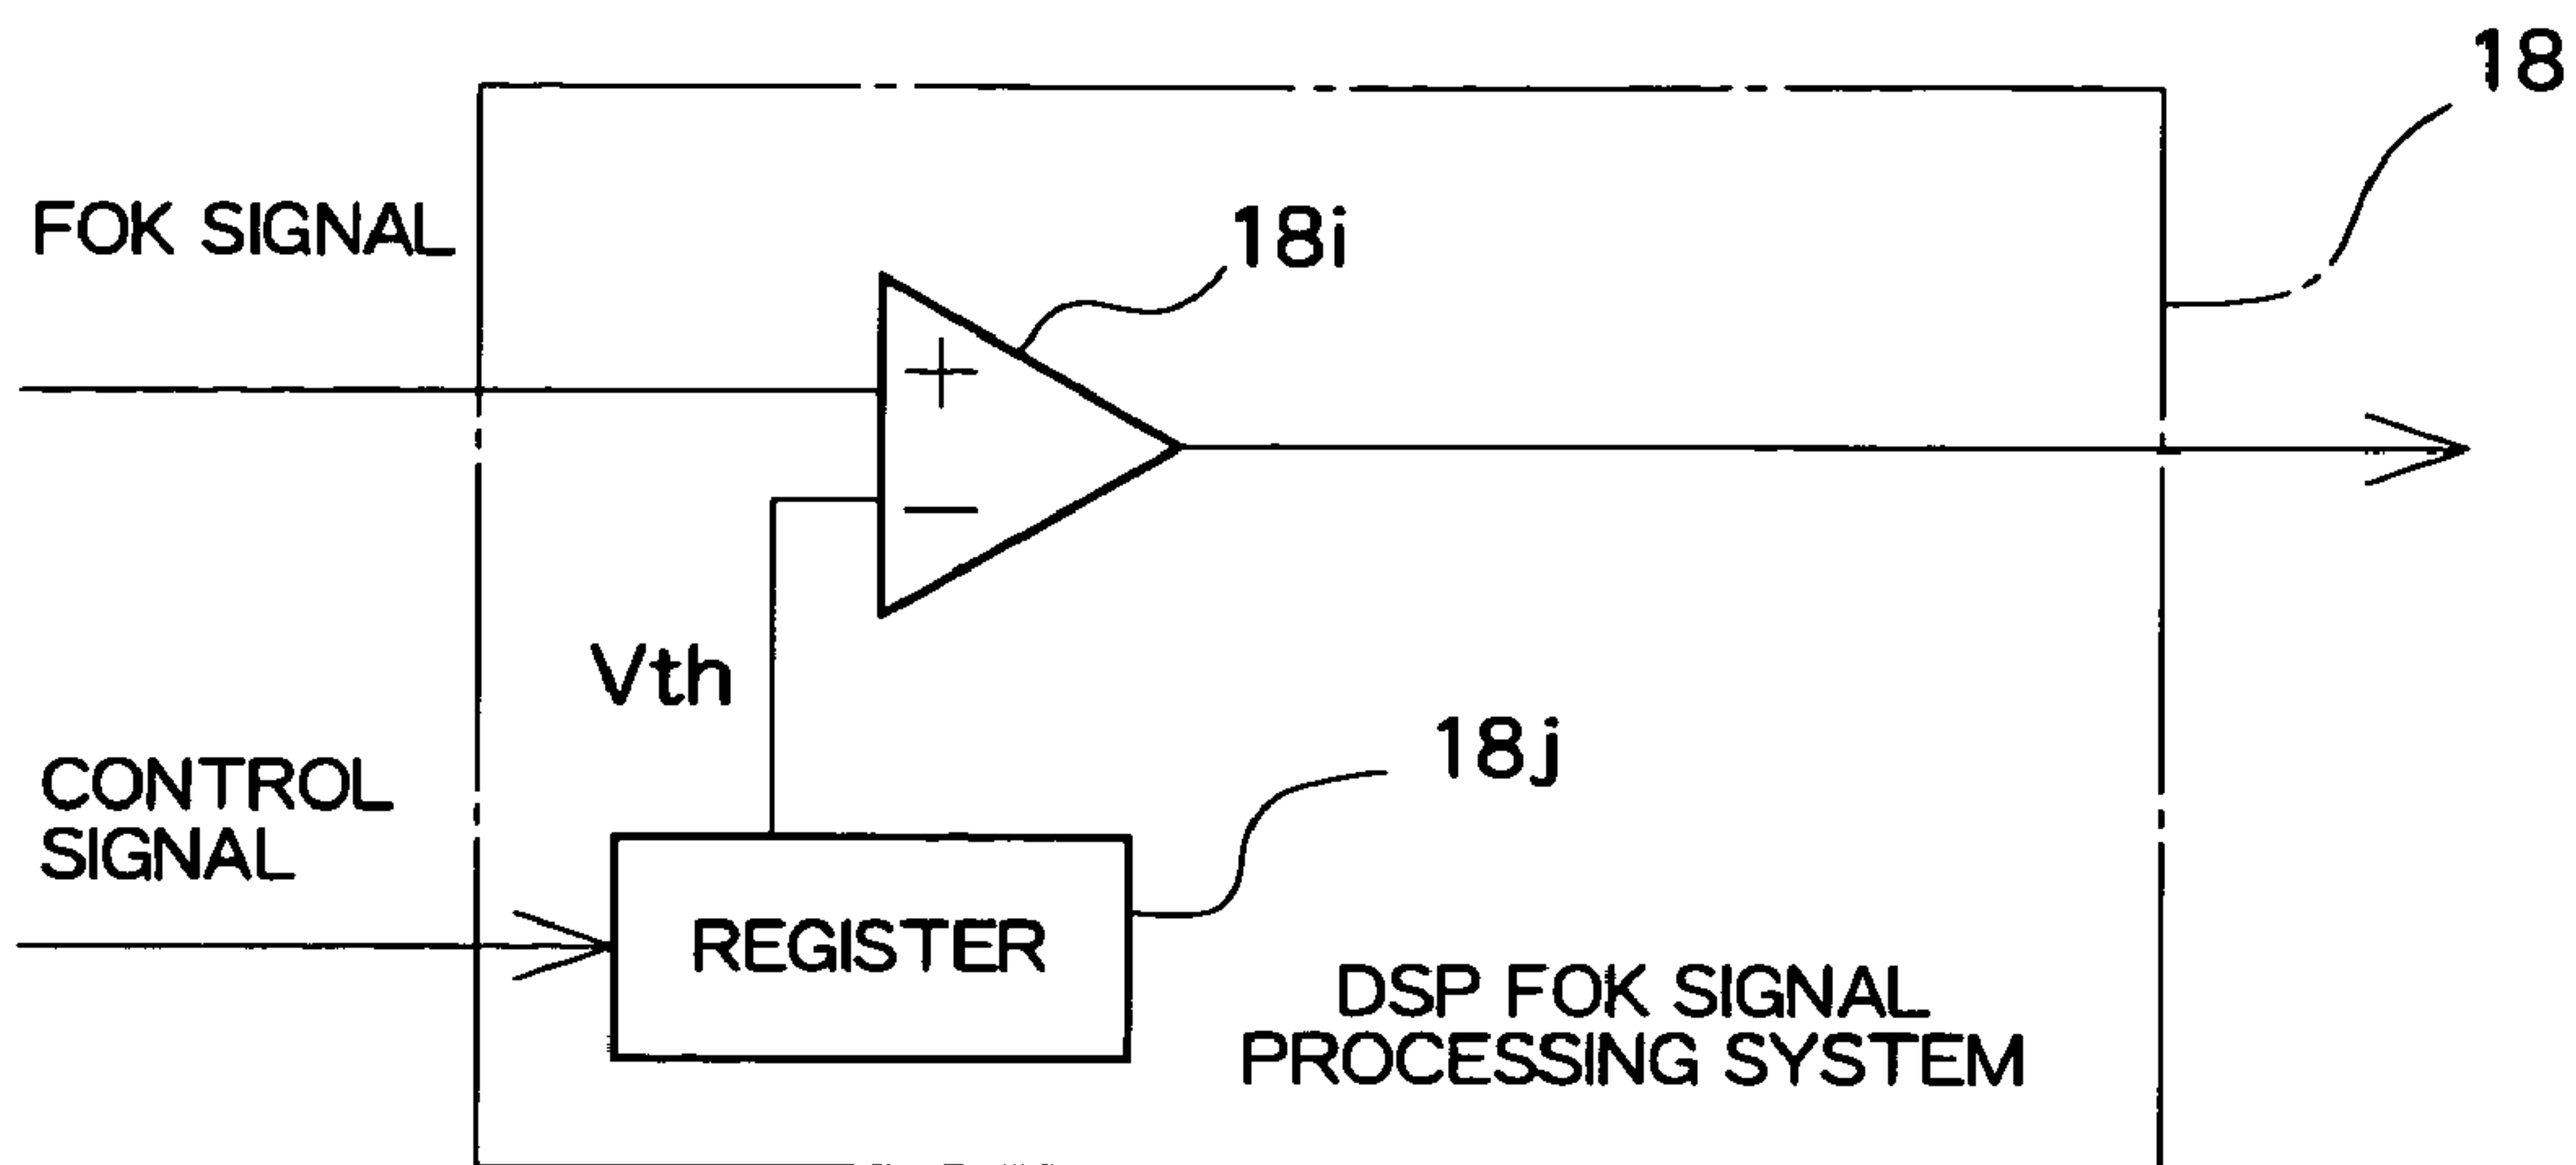 18
FOK SIGNAL
18i
+
−
Vth
18j
CONTROL
SIGNAL
REGISTER
DSP FOK SIGNAL
PROCESSING SYSTEM